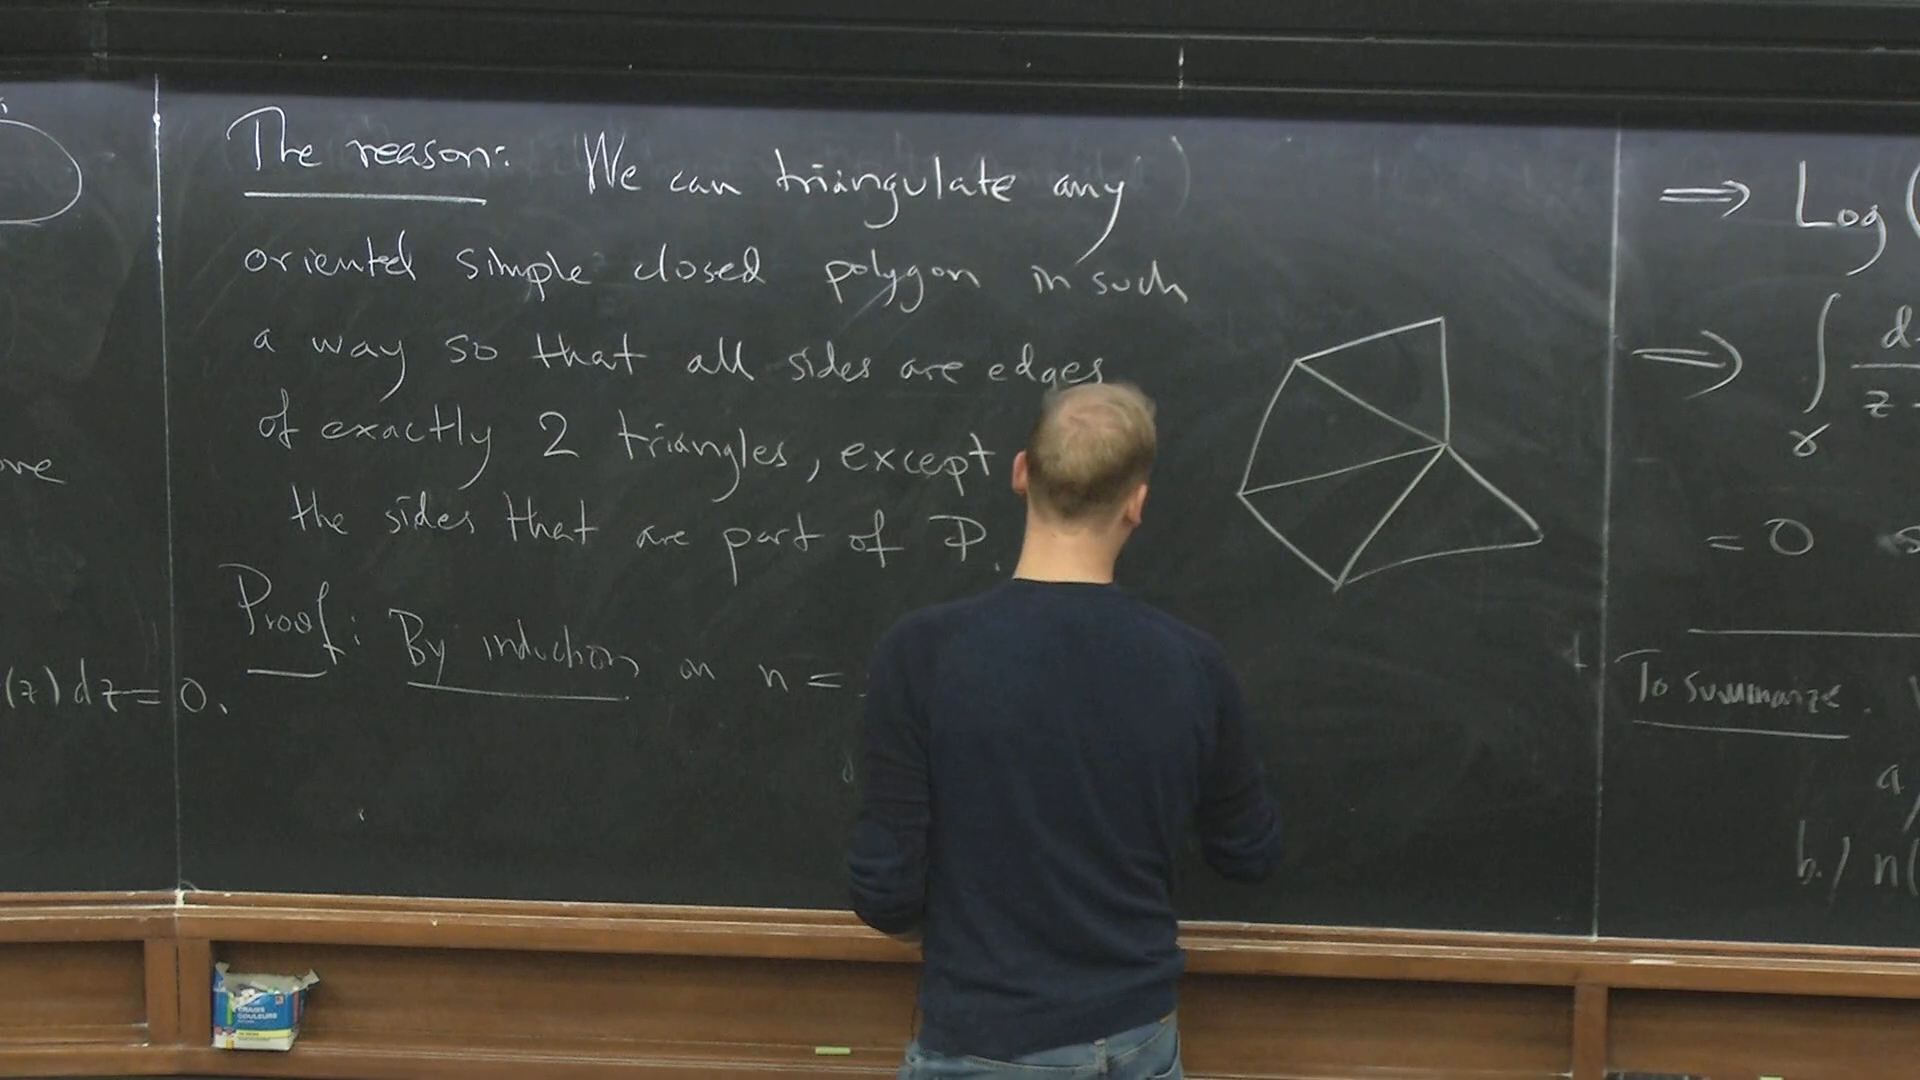 The reason: We can triangulate any
oriented simple closed polygon in such
a way so that all sides are edges
of exactly 2 triangles, except
the sides that are part of P.
Proof: By induction on n =
(z) dz = 0.
⟹ Log (
⟹ ∫
γ
= 0
To summarize.
a
b.) n(
CRAIES
COULEURS